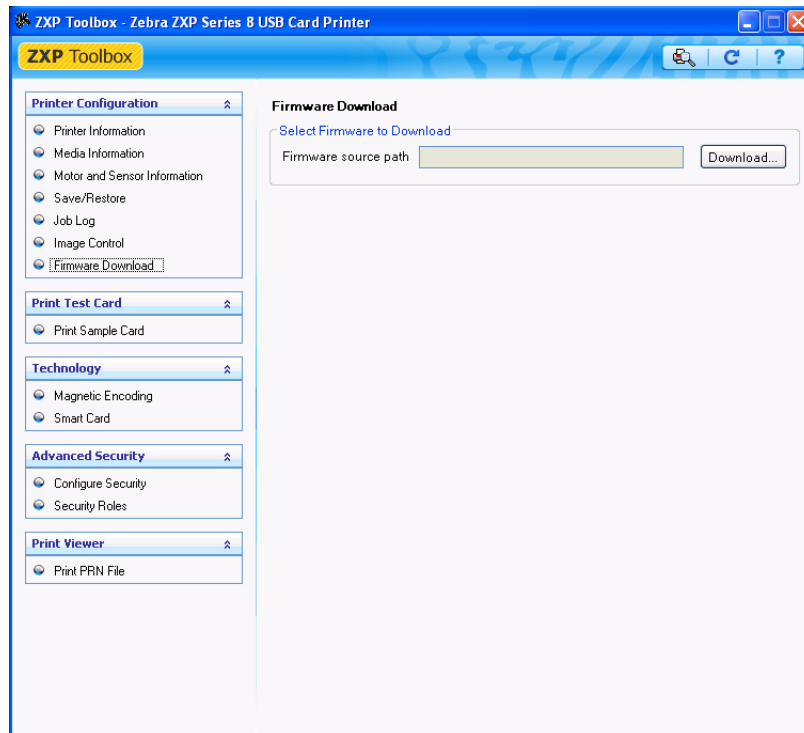 ZXP Toolbox - Zebra ZXP Series 8 USB Card Printer
ZXP Toolbox
?
Printer Configuration
Printer Information
Media Information
Motor and Sensor Information
Save/Restore
Job Log
Image Control
Firmware Download
Print Test Card
Print Sample Card
Technology
Magnetic Encoding
Smart Card
Advanced Security
Configure Security
Security Roles
Print Viewer
Print PRN File
Firmware Download
Select Firmware to Download
Firmware source path
Download...